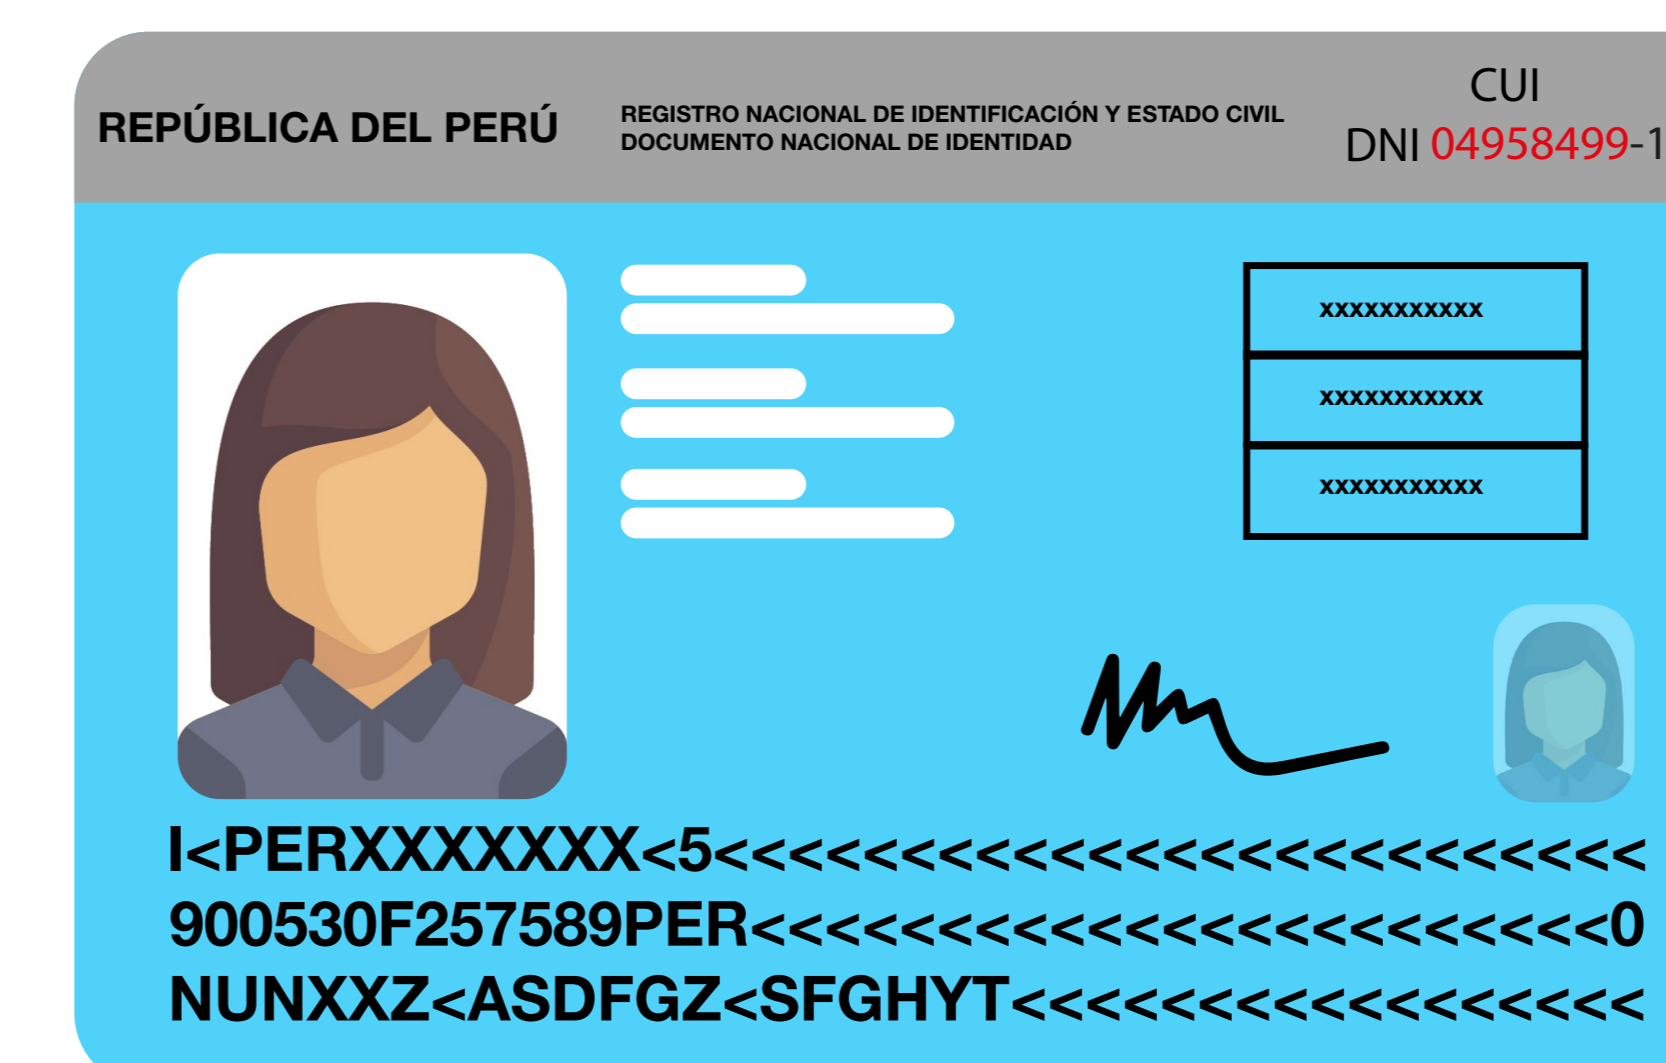 REPÚBLICA DEL PERÚ
REGISTRO NACIONAL DE IDENTIFICACIÓN Y ESTADO CIVIL
DOCUMENTO NACIONAL DE IDENTIDAD
CUI
DNI 04958499-1
xxxxxxxxxxx
xxxxxxxxxxx
xxxxxxxxxxx
I<PERXXXXXXX<5<<<<<<<<<<<<<<<<<<<<<<<<<
900530F257589PER<<<<<<<<<<<<<<<<<<<<<<<0
NUNXXZ<ASDFGZ<SFGHYT<<<<<<<<<<<<<<<<<